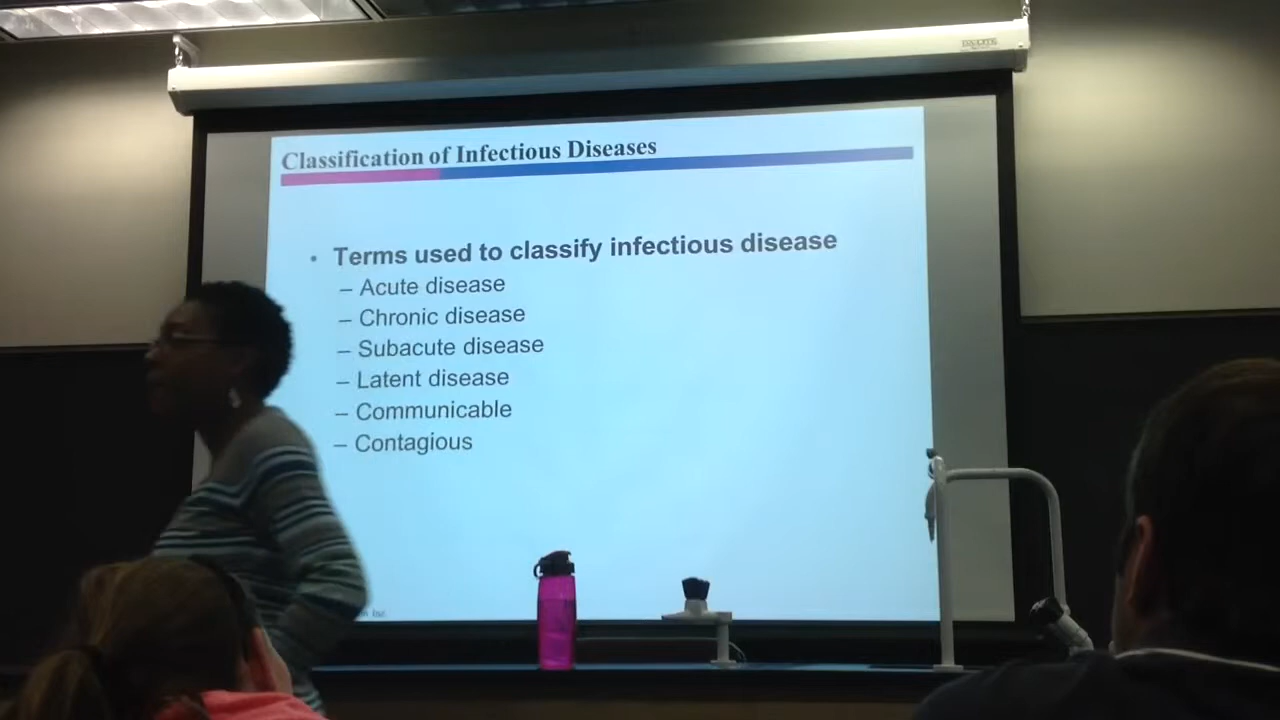 Classification of Infectious Diseases
• Terms used to classify infectious disease
– Acute disease
– Chronic disease
– Subacute disease
– Latent disease
– Communicable
– Contagious
Inc.